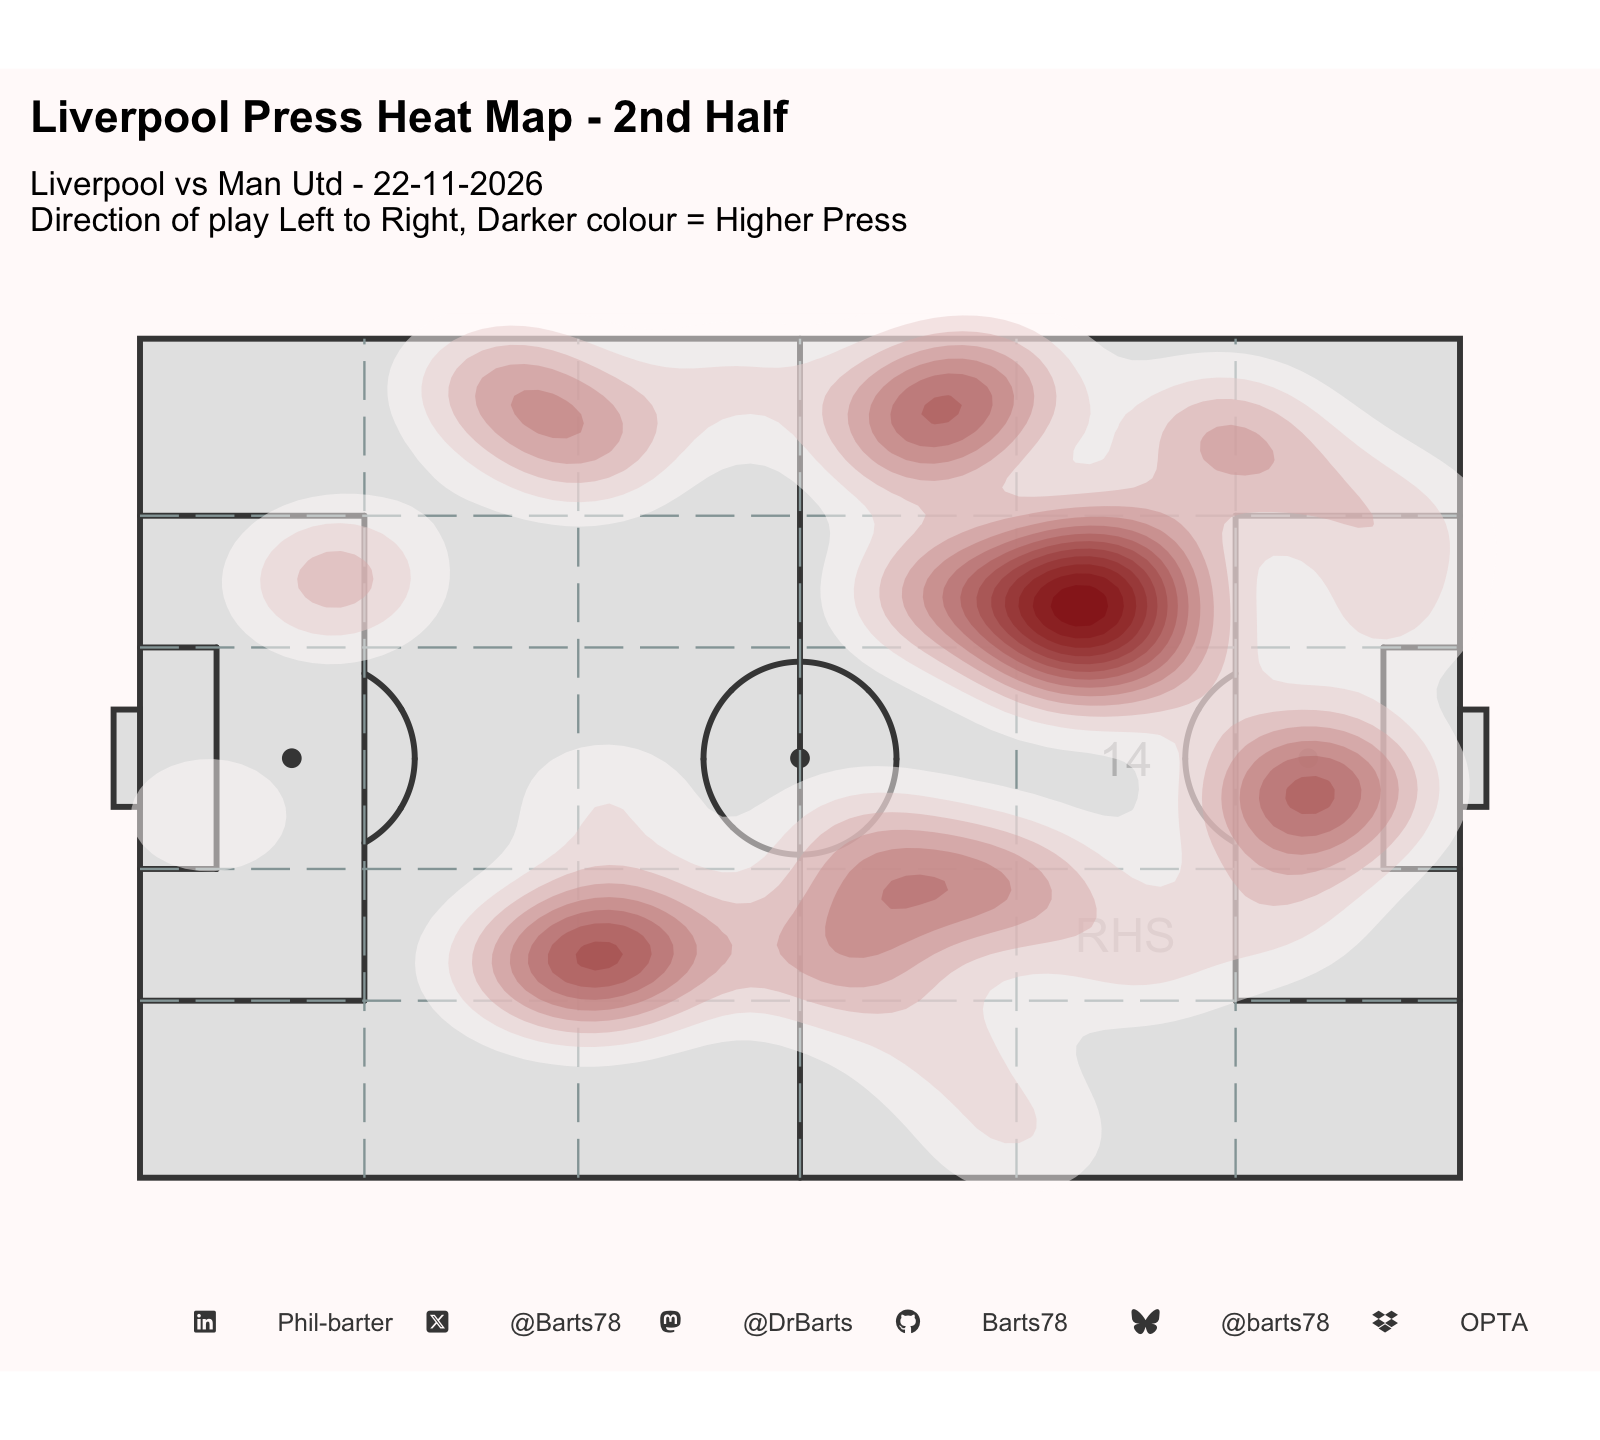 Liverpool Press Heat Map - 2nd Half
Liverpool vs Man Utd - 22-11-2026
Direction of play Left to Right, Darker colour = Higher Press
14
RHS
Phil-barter @Barts78 @DrBarts Barts78 @barts78 OPTA